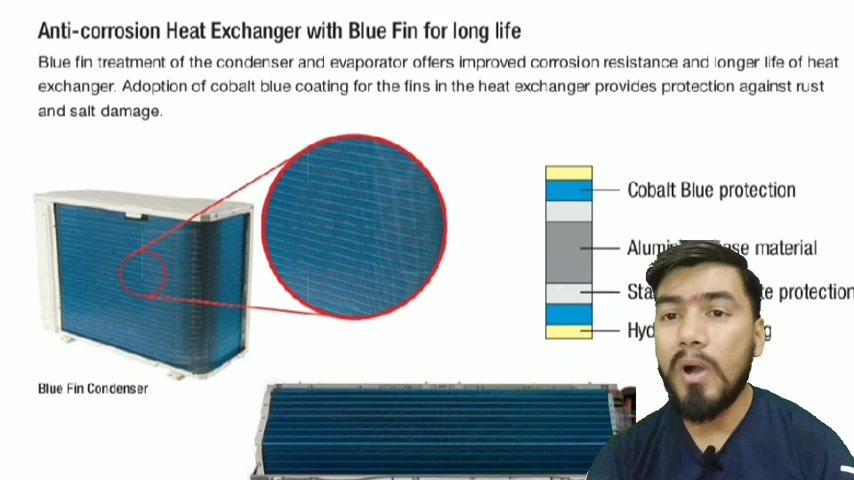 Anti-corrosion Heat Exchanger with Blue Fin for long life
Blue fin treatment of the condenser and evaporator offers improved corrosion resistance and longer life of heat
exchanger. Adoption of cobalt blue coating for the fins in the heat exchanger provides protection against rust
and salt damage.
Cobalt Blue protection
material
protection
Blue Fin Condenser